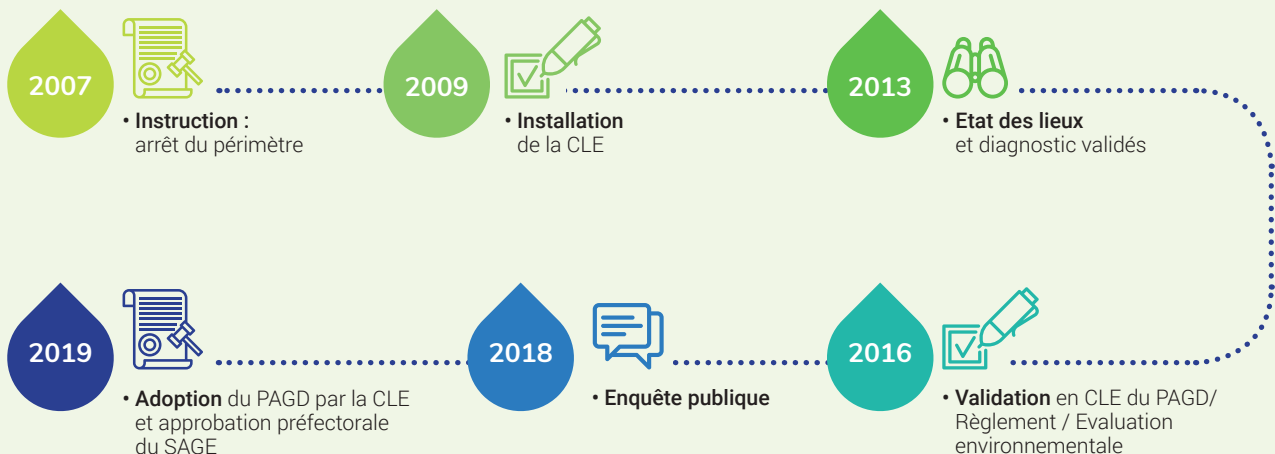 2007
• Instruction :
arrêt du périmètre
2009
• Installation
de la CLE
2013
• Etat des lieux
et diagnostic validés
2016
• Validation en CLE du PAGD/
Règlement / Evaluation
environnementale
2018
• Enquête publique
2019
• Adoption du PAGD par la CLE
et approbation préfectorale
du SAGE